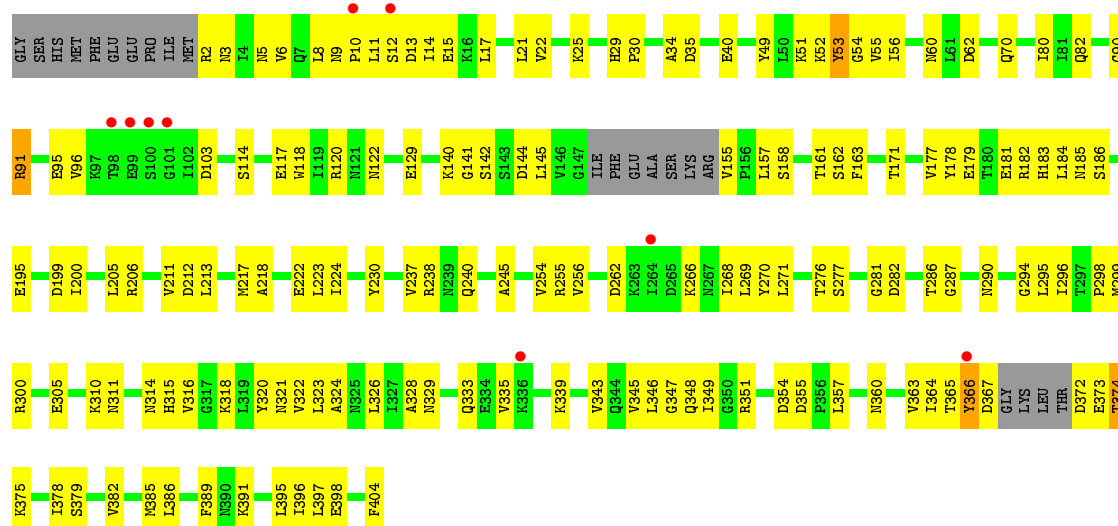 GLY SER HIS MET PHE GLU GLU PRO ILE MET R2 N3 I4 N5 V6 Q7 L8 N9 P10 L11 S12 D13 I14 E15 K16 L17 L21 V22 K25 H29 P30 A34 D35 E40 Y49 L50 K51 K52 Y53 G54 V55 I56 N60 L61 D62 Q70 I80 I81 Q82
R91 E95 V96 K97 T98 E99 S100 G101 I102 D103 S114 E117 W118 I119 R120 N121 N122 E129 K140 G141 S142 S143 D144 L145 V146 G147 ILE PHE GLU ALA SER LYS ARG V155 P156 L157 S158 T161 S162 F163 T171 V177 Y178 E179 T180 E181 R182 H183 L184 N185 S186
E195 D199 I200 L205 R206 V211 D212 L213 M217 A218 E222 L223 I224 Y230 V237 R238 N239 Q240 A245 V254 R255 V256 D262 K263 I264 D265 K266 N267 I268 L269 Y270 L271 T276 S277 G281 D282 T286 G287 N290 G294 L295 I296 T297 P298 M299
R300 E305 K310 N311 N314 H315 V316 G317 K318 L319 Y320 N321 V322 L323 A324 N325 L326 I327 A328 N329 Q333 E334 V335 K336 K339 V343 Q344 V345 L346 G347 Q348 I349 G350 R351 D354 D355 P356 L357 N360 V363 I364 T365 Y366 D367 GLY LYS LEU THR D372 E373 T374
K375 I378 S379 V382 M385 L386 F389 N390 K391 L395 I396 L397 E398 F404